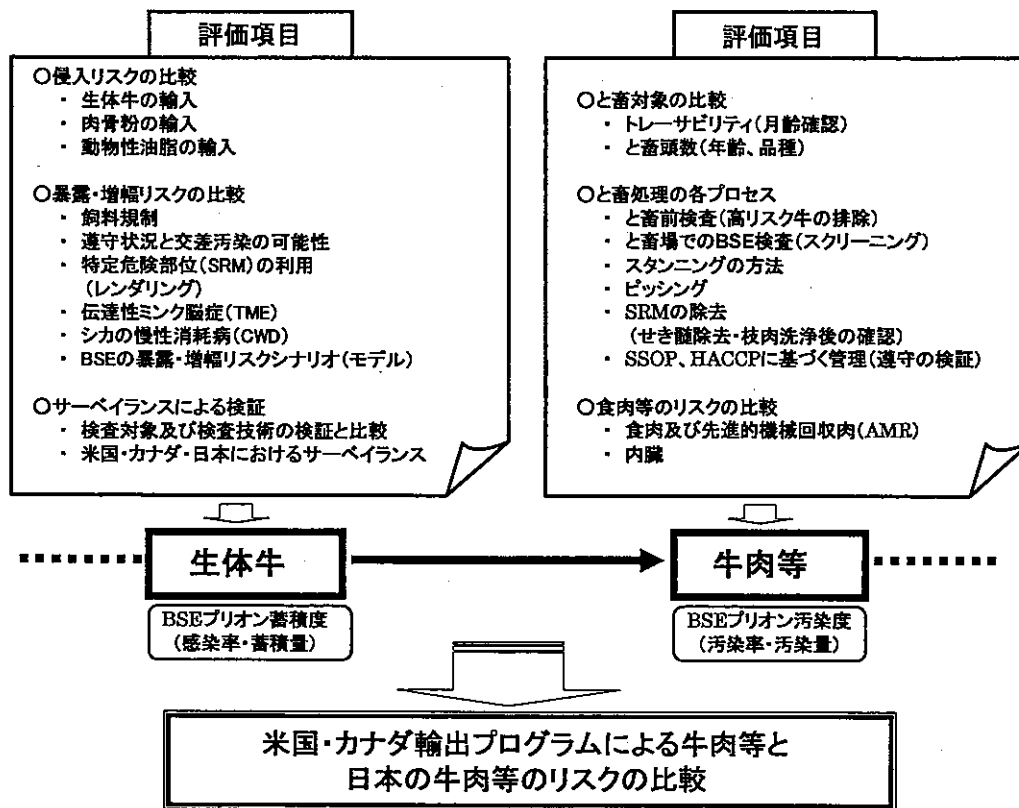 評価項目
○侵入リスクの比較
・ 生体牛の輸入
・ 肉骨粉の輸入
・ 動物性油脂の輸入
○暴露・増幅リスクの比較
・ 飼料規制
・ 遵守状況と交差汚染の可能性
・ 特定危険部位(SRM)の利用
(レンダリング)
・ 伝達性ミンク脳症(TME)
・ シカの慢性消耗病(CWD)
・ BSEの暴露・増幅リスクシナリオ(モデル)
○サーベイランスによる検証
・ 検査対象及び検査技術の検証と比較
・ 米国・カナダ・日本におけるサーベイランス
評価項目
○と畜対象の比較
・ トレーサビリティ(月齢確認)
・ と畜頭数(年齢、品種)
○と畜処理の各プロセス
・ と畜前検査(高リスク牛の排除)
・ と畜場でのBSE検査(スクリーニング)
・ スタンニングの方法
・ ピッシング
・ SRMの除去
(せき髄除去・枝肉洗浄後の確認)
・ SSOP、HACCPに基づく管理(遵守の検証)
○食肉等のリスクの比較
・ 食肉及び先進的機械回収肉(AMR)
・ 内臓
生体牛
BSEプリオン蓄積度
(感染率・蓄積量)
牛肉等
BSEプリオン汚染度
(汚染率・汚染量)
米国・カナダ輸出プログラムによる牛肉等と
日本の牛肉等のリスクの比較